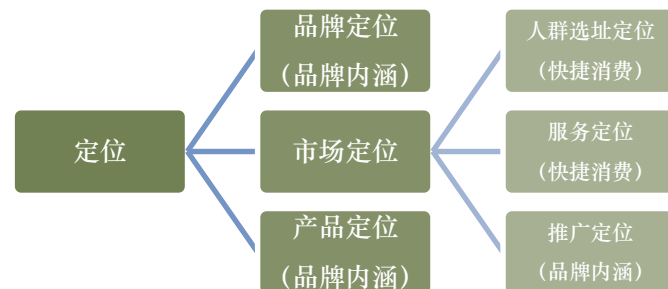 定位
品牌定位
（品牌内涵）
市场定位
产品定位
（品牌内涵）
人群选址定位
（快捷消费）
服务定位
（快捷消费）
推广定位
（品牌内涵）